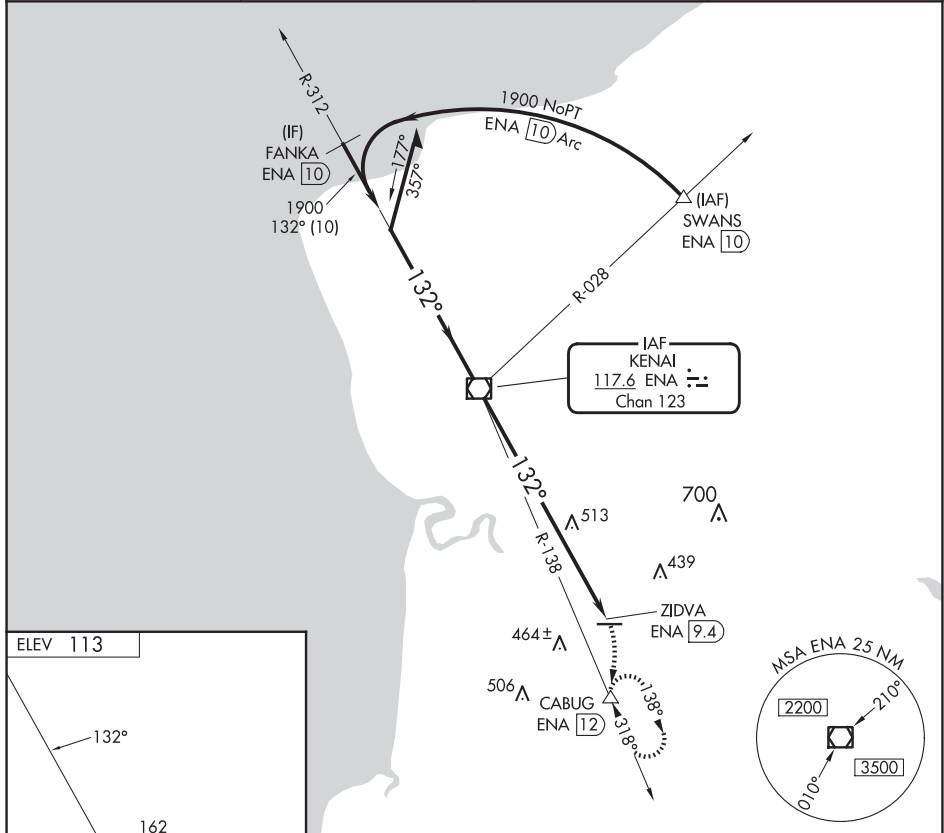 R-312
1900 NoPT
ENA 10 Arc
(IF)
FANKA
ENA 10
177°
357°
1900
132° (10)
(IAF)
SWANS
ENA 10
R-028
132°
IAF
KENAI
117.6 ENA
Chan 123
132°
R-138
513
700
439
ZIDVA
ENA 9.4
464±
506
CABUG
ENA 12
138°
318°
ELEV 113
132°
162
MSA ENA 25 NM
2200
210°
3500
010°